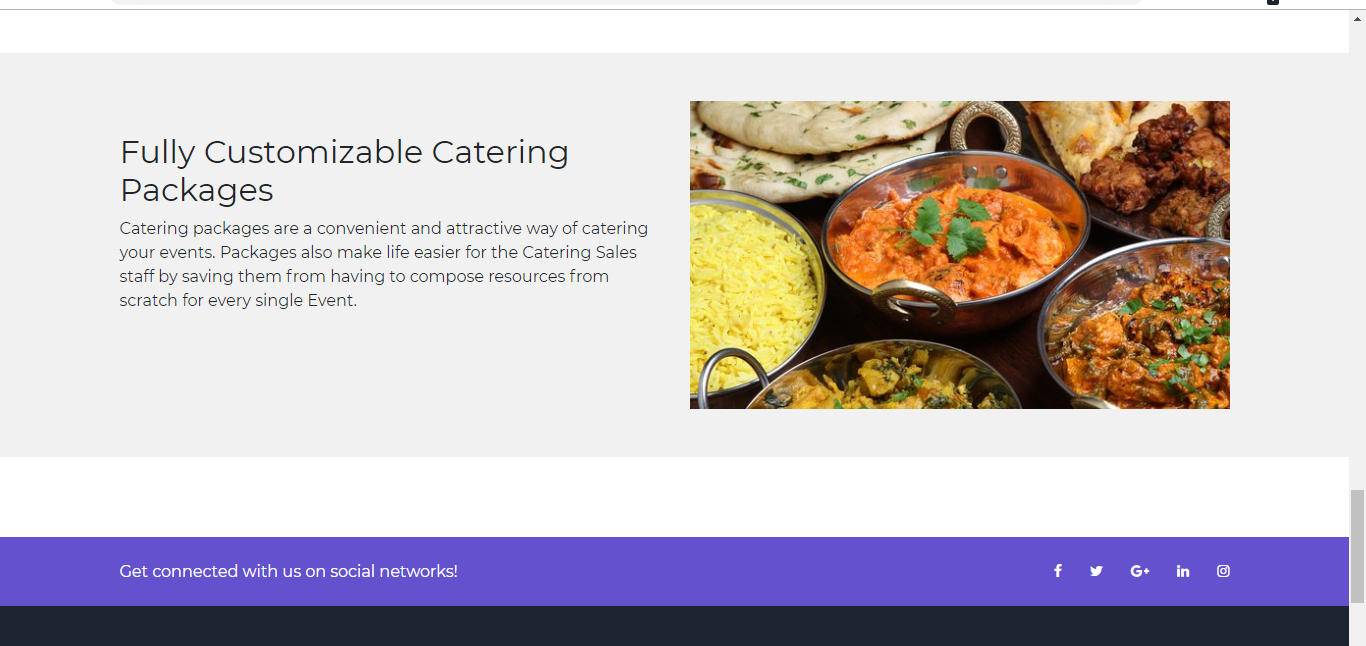 Fully Customizable Catering
Packages
Catering packages are a convenient and attractive way of catering
your events. Packages also make life easier for the Catering Sales
staff by saving them from having to compose resources from
scratch for every single Event.
Get connected with us on social networks!